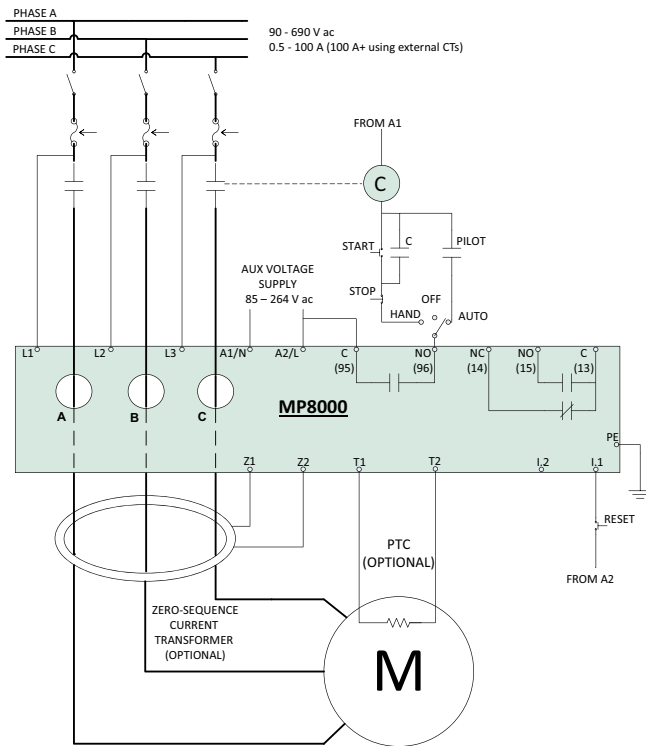 PHASE A
PHASE B
PHASE C
90 - 690 V ac
0.5 - 100 A (100 A+ using external CTs)
FROM A1
C
START
C
PILOT
AUX VOLTAGE
SUPPLY
85 – 264 V ac
STOP
OFF
HAND
AUTO
L1
L2
L3
A1/N
A2/L
C
(95)
NO
(96)
NC
(14)
NO
(15)
C
(13)
A
B
C
MP8000
PE
Z1
Z2
T1
T2
I.2
I.1
RESET
PTC
(OPTIONAL)
FROM A2
ZERO-SEQUENCE
CURRENT
TRANSFORMER
(OPTIONAL)
M